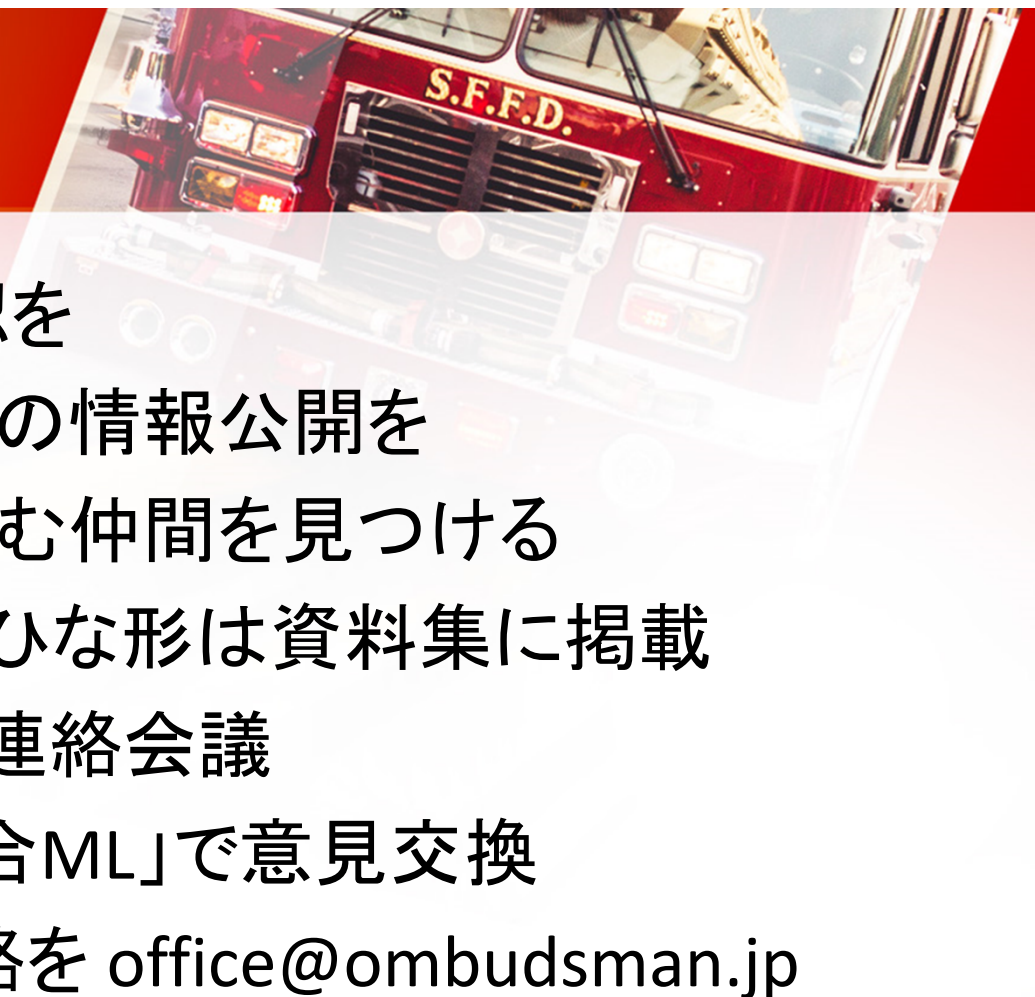 S.F.F.D.
を
の情報公開を
む仲間を見つける
ひな形は資料集に掲載
連絡会議
合ML」で意見交換
を office@ombudsman.jp